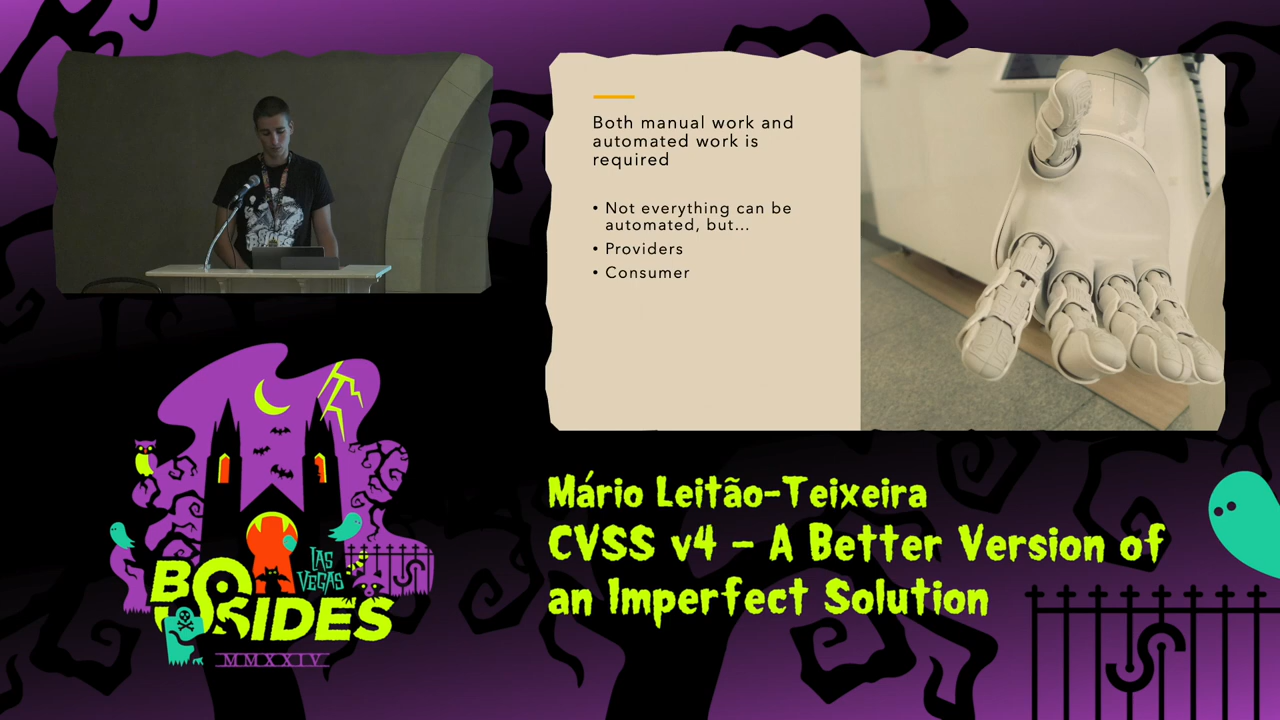 Both manual work and
automated work is
required
• Not everything can be
automated, but...
• Providers
• Consumer
LAS
VEGAS
BSIDES
MMXXIV
Mário Leitão-Teixeira
CVSS v4 – A Better Version of
an Imperfect Solution